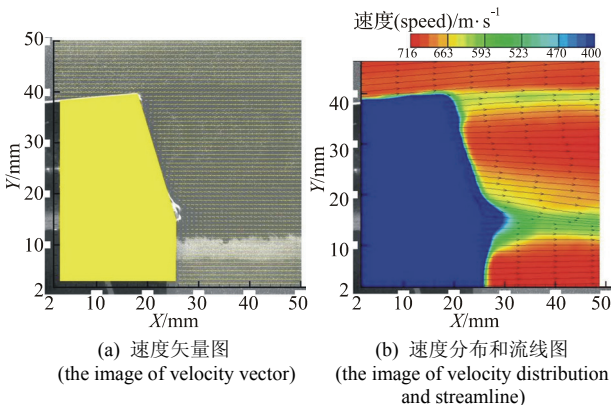 速度(speed)/m·s⁻¹
716 663 593 523 470 400
50
40
30
20
10
2
Y/mm
2 10 20 30 40 50
X/mm
40
30
20
10
2
Y/mm
2 10 20 30 40 50
X/mm
(a) 速度矢量图
(the image of velocity vector)
(b) 速度分布和流线图
(the image of velocity distribution
and streamline)